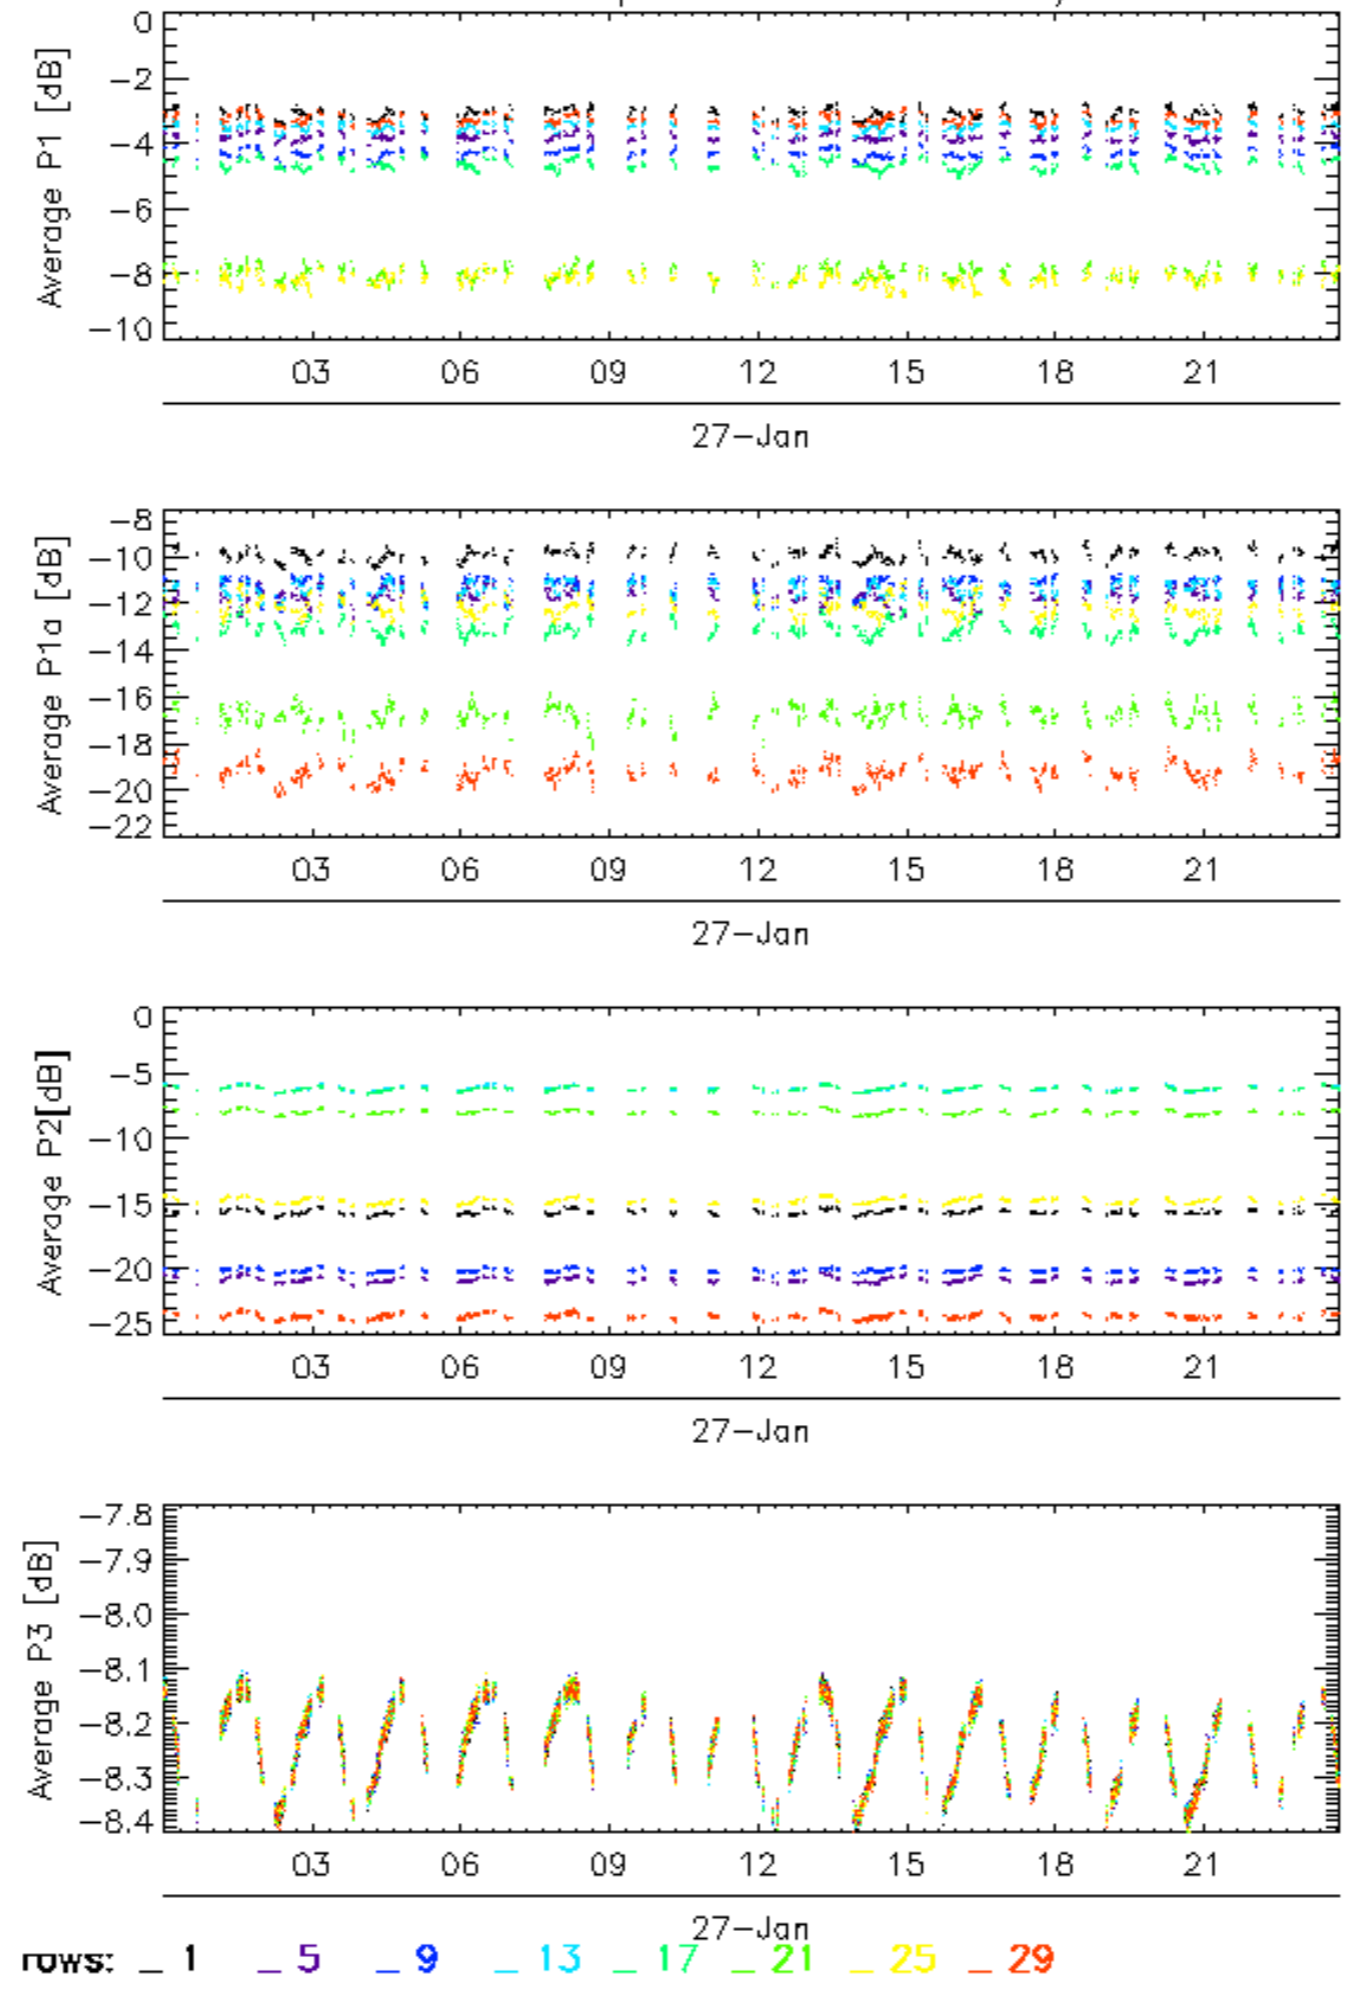 0
-2
-4
-6
-8
-10
Average P1 [dB]
03 06 09 12 15 18 21
27-Jan
-8
-10
-12
-14
-16
-18
-20
-22
Average P1a [dB]
03 06 09 12 15 18 21
27-Jan
0
-5
-10
-15
-20
-25
Average P2[dB]
03 06 09 12 15 18 21
27-Jan
-7.8
-7.9
-8.0
-8.1
-8.2
-8.3
-8.4
Average P3 [dB]
03 06 09 12 15 18 21
27-Jan
rows: _ 1 _ 5 _ 9 _ 13 _ 17 _ 21 _ 25 _ 29